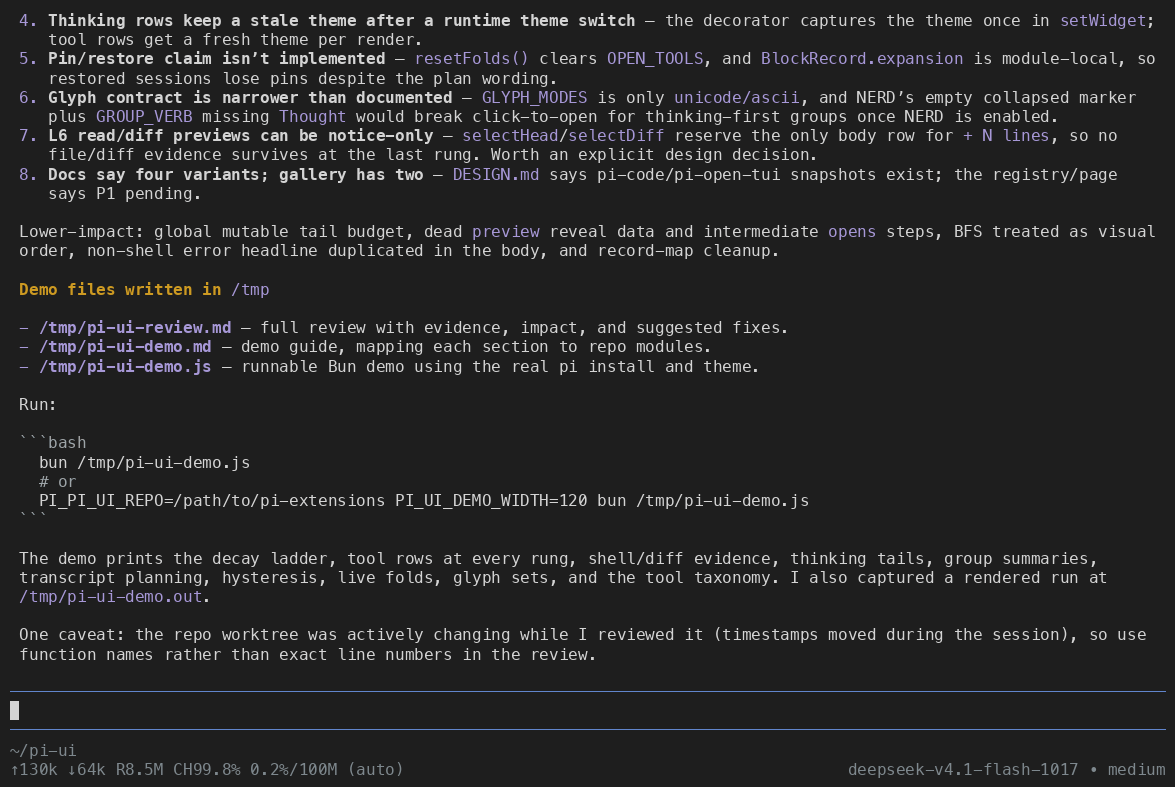 4. Thinking rows keep a stale theme after a runtime theme switch — the decorator captures the theme once in setWidget;
tool rows get a fresh theme per render.
5. Pin/restore claim isn’t implemented — resetFolds() clears OPEN_TOOLS, and BlockRecord.expansion is module-local, so
restored sessions lose pins despite the plan wording.
6. Glyph contract is narrower than documented — GLYPH_MODES is only unicode/ascii, and NERD’s empty collapsed marker
plus GROUP_VERB missing Thought would break click-to-open for thinking-first groups once NERD is enabled.
7. L6 read/diff previews can be notice-only — selectHead/selectDiff reserve the only body row for + N lines, so no
file/diff evidence survives at the last rung. Worth an explicit design decision.
8. Docs say four variants; gallery has two — DESIGN.md says pi-code/pi-open-tui snapshots exist; the registry/page
says P1 pending.
Lower-impact: global mutable tail budget, dead preview reveal data and intermediate opens steps, BFS treated as visual
order, non-shell error headline duplicated in the body, and record-map cleanup.
Demo files written in /tmp
- /tmp/pi-ui-review.md — full review with evidence, impact, and suggested fixes.
- /tmp/pi-ui-demo.md — demo guide, mapping each section to repo modules.
- /tmp/pi-ui-demo.js — runnable Bun demo using the real pi install and theme.
Run:
```bash
bun /tmp/pi-ui-demo.js
# or
PI_PI_UI_REPO=/path/to/pi-extensions PI_UI_DEMO_WIDTH=120 bun /tmp/pi-ui-demo.js
```
The demo prints the decay ladder, tool rows at every rung, shell/diff evidence, thinking tails, group summaries,
transcript planning, hysteresis, live folds, glyph sets, and the tool taxonomy. I also captured a rendered run at
/tmp/pi-ui-demo.out.
One caveat: the repo worktree was actively changing while I reviewed it (timestamps moved during the session), so use
function names rather than exact line numbers in the review.
~/pi-ui
↑130k ↓64k R8.5M CH99.8% 0.2%/100M (auto) deepseek-v4.1-flash-1017 • medium